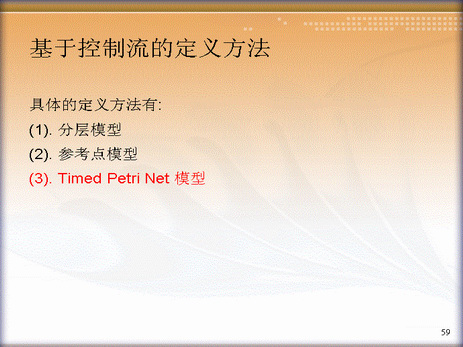 基于控制流的定义方法
具体的定义方法有:
(1). 分层模型
(2). 参考点模型
(3). Timed Petri Net 模型
59